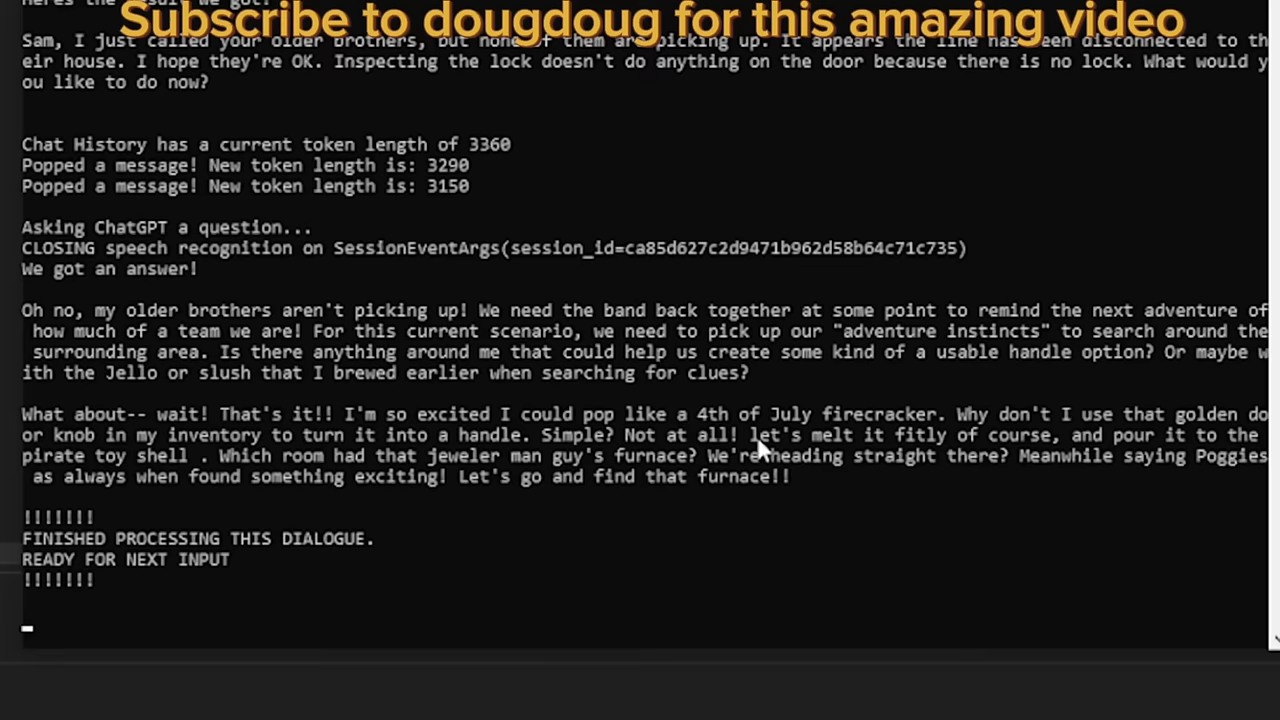 Here's the result we got!
Subscribe to dougdoug for this amazing video
Sam, I just called your older brothers, but none of them are picking up. It appears the line has been disconnected to th
eir house. I hope they're OK. Inspecting the lock doesn't do anything on the door because there is no lock. What would y
ou like to do now?
Chat History has a current token length of 3360
Popped a message! New token length is: 3290
Popped a message! New token length is: 3150
Asking ChatGPT a question...
CLOSING speech recognition on SessionEventArgs(session_id=ca85d627c2d9471b962d58b64c71c735)
We got an answer!
Oh no, my older brothers aren't picking up! We need the band back together at some point to remind the next adventure of
how much of a team we are! For this current scenario, we need to pick up our "adventure instincts" to search around the
surrounding area. Is there anything around me that could help us create some kind of a usable handle option? Or maybe w
ith the Jello or slush that I brewed earlier when searching for clues?
What about-- wait! That's it!! I'm so excited I could pop like a 4th of July firecracker. Why don't I use that golden do
or knob in my inventory to turn it into a handle. Simple? Not at all! let's melt it fitly of course, and pour it to the
pirate toy shell . Which room had that jeweler man guy's furnace? We're heading straight there? Meanwhile saying Poggies
as always when found something exciting! Let's go and find that furnace!!
!!!!!!!
FINISHED PROCESSING THIS DIALOGUE.
READY FOR NEXT INPUT
!!!!!!!